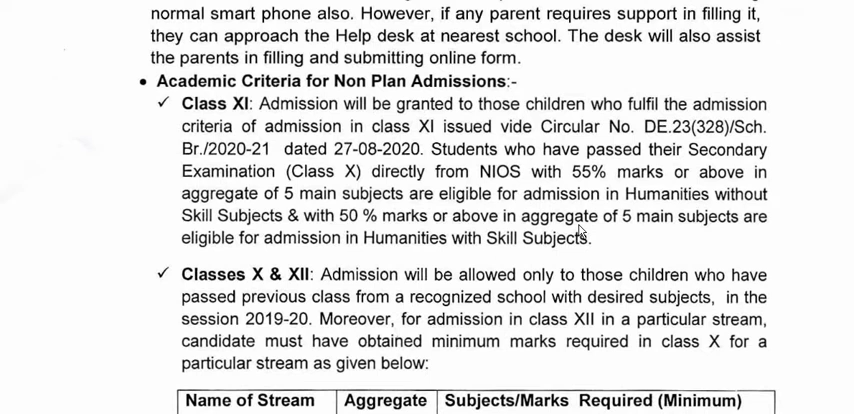 normal smart phone also. However, if any parent requires support in filling it,
they can approach the Help desk at nearest school. The desk will also assist
the parents in filling and submitting online form.
• Academic Criteria for Non Plan Admissions:-
✓ Class XI: Admission will be granted to those children who fulfil the admission
criteria of admission in class XI issued vide Circular No. DE.23(328)/Sch.
Br./2020-21 dated 27-08-2020. Students who have passed their Secondary
Examination (Class X) directly from NIOS with 55% marks or above in
aggregate of 5 main subjects are eligible for admission in Humanities without
Skill Subjects & with 50 % marks or above in aggregate of 5 main subjects are
eligible for admission in Humanities with Skill Subjects.
✓ Classes X & XII: Admission will be allowed only to those children who have
passed previous class from a recognized school with desired subjects, in the
session 2019-20. Moreover, for admission in class XII in a particular stream,
candidate must have obtained minimum marks required in class X for a
particular stream as given below:
Name of Stream Aggregate Subjects/Marks Required (Minimum)